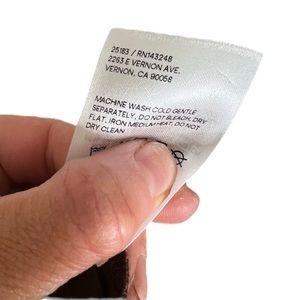 25183 / RN143248
2263 E VERNON AVE.
VERNON, CA 90058
MACHINE WASH COLD GENTLE
SEPARATELY, DO NOT BLEACH, DRY
FLAT, IRON MEDIUM HEAT, DO NOT
DRY CLEAN